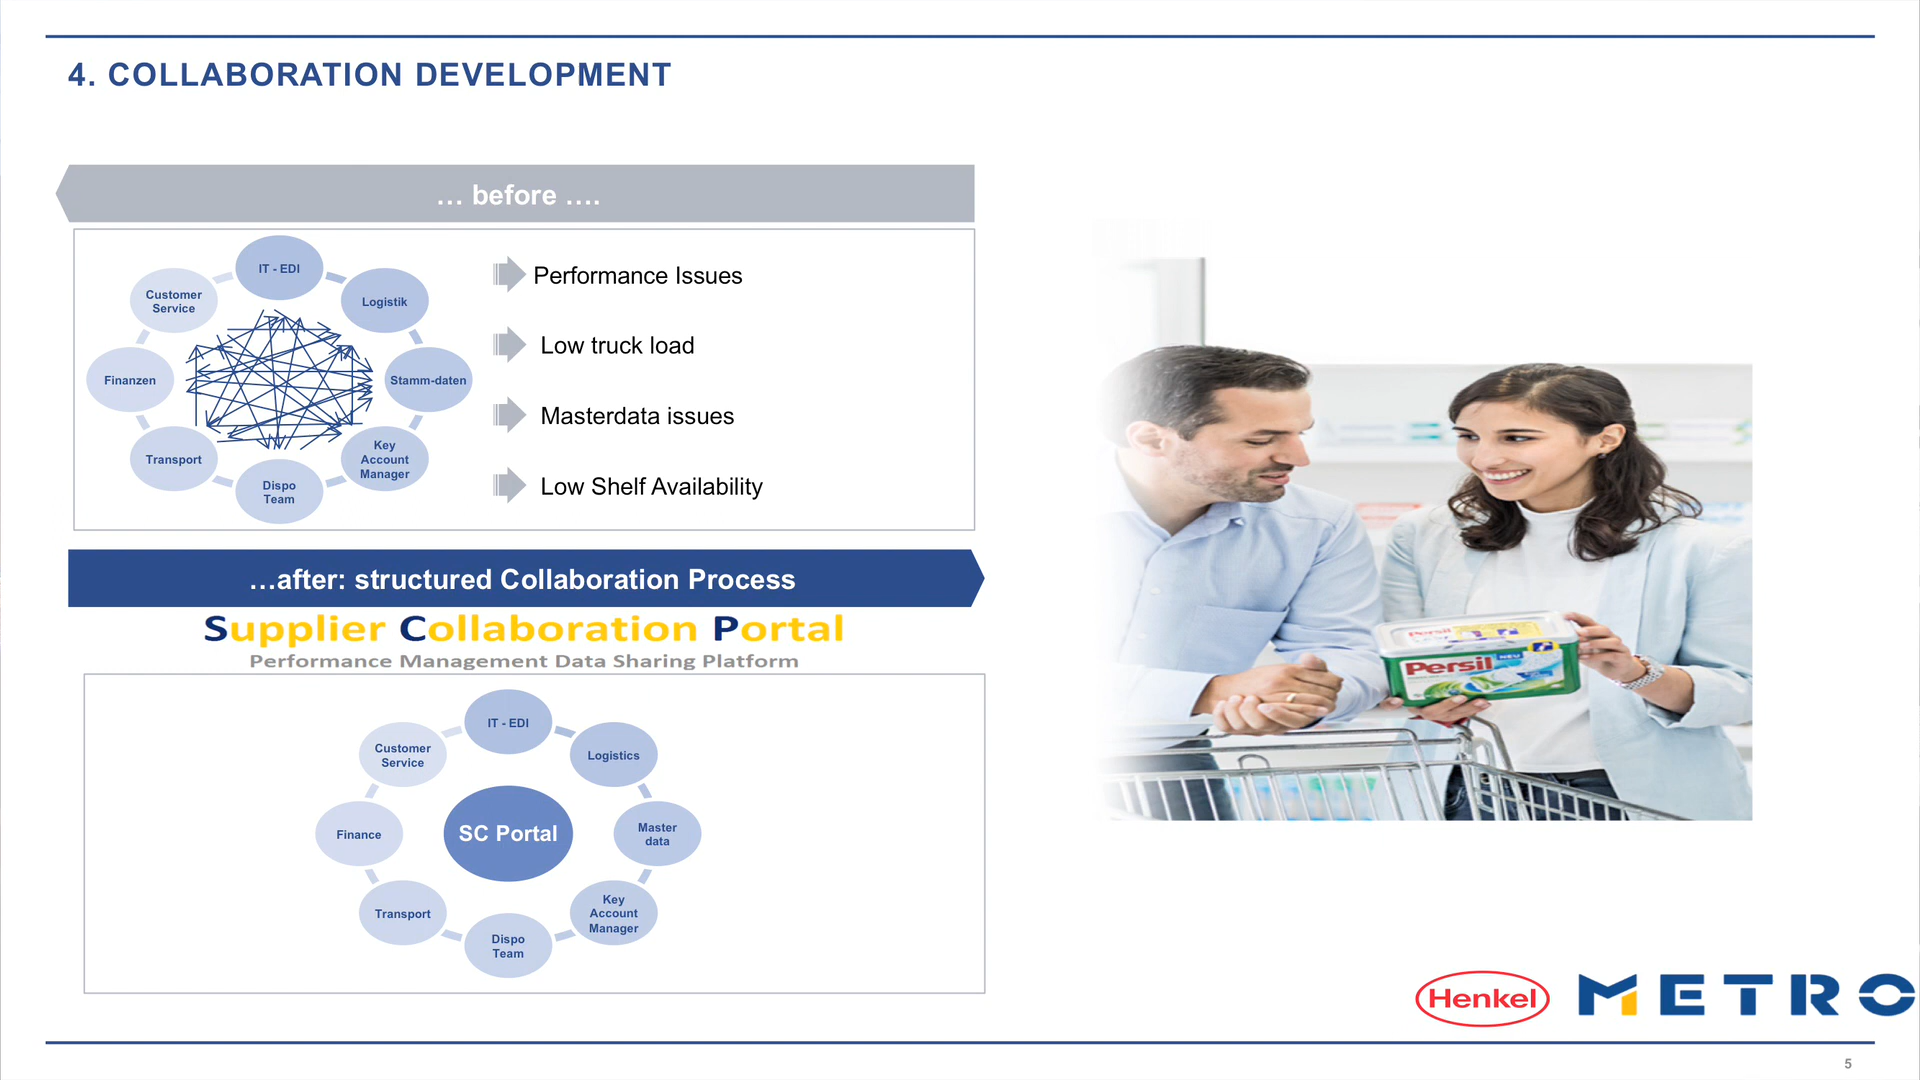 4. COLLABORATION DEVELOPMENT
… before ….
IT - EDI
Customer
Service
Logistik
Finanzen
Stamm-daten
Transport
Key
Account
Manager
Dispo
Team
Performance Issues
Low truck load
Masterdata issues
Low Shelf Availability
…after: structured Collaboration Process
Supplier Collaboration Portal
Performance Management Data Sharing Platform
IT - EDI
Customer
Service
Logistics
Finance
SC Portal
Master
data
Transport
Key
Account
Manager
Dispo
Team
Persil
NEU
Henkel
METRO
5